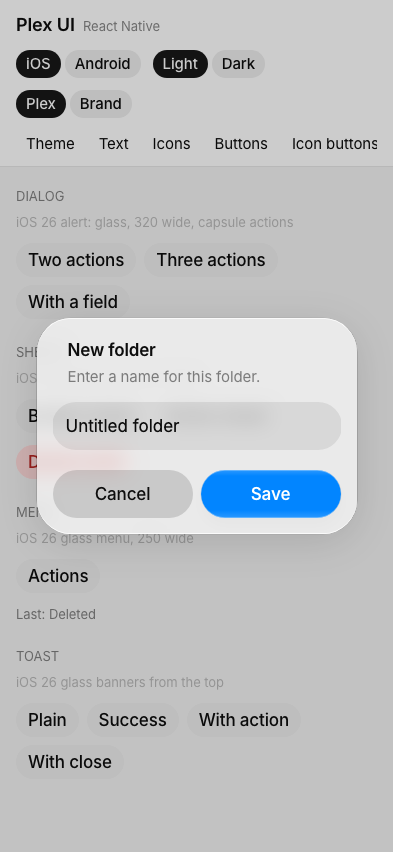 Plex UI React Native
iOS Android Light Dark
Plex Brand
Theme Text Icons Buttons Icon buttons
DIALOG
iOS 26 alert: glass, 320 wide, capsule actions
Two actions Three actions
With a field
New folder
Enter a name for this folder.
Untitled folder
Cancel Save
iOS 26 glass menu, 250 wide
Actions
Last: Deleted
TOAST
iOS 26 glass banners from the top
Plain Success With action
With close